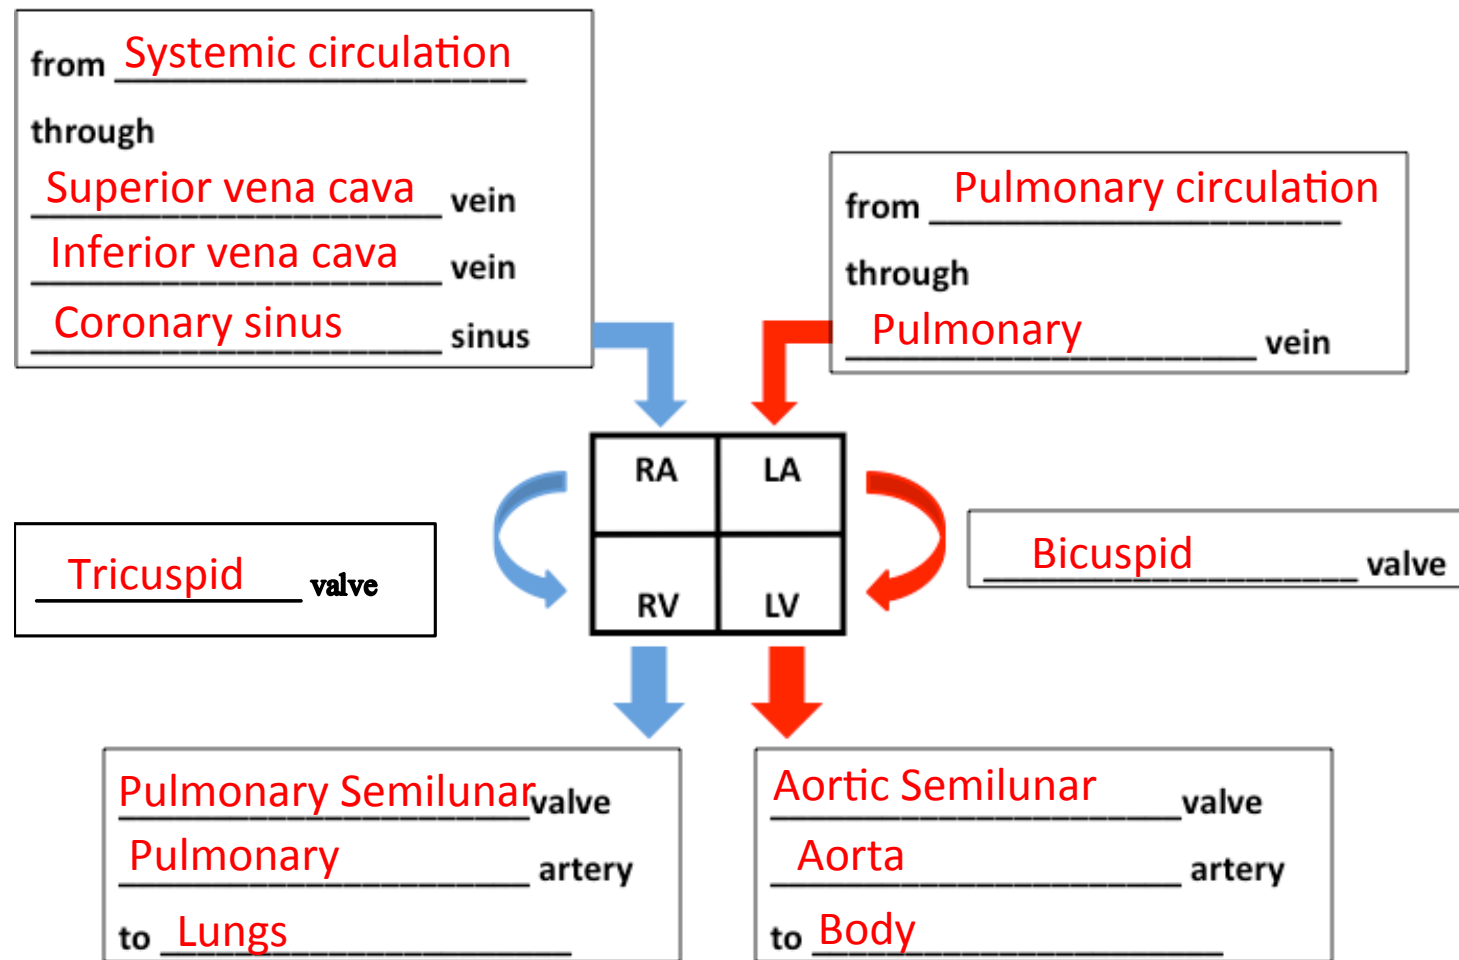 from Systemic circulation
through
Superior vena cava vein
Inferior vena cava vein
Coronary sinus sinus
from Pulmonary circulation
through
Pulmonary vein
RA LA
RV LV
Tricuspid valve
Bicuspid valve
Pulmonary Semilunar valve
Pulmonary artery
to Lungs
Aortic Semilunar valve
Aorta artery
to Body